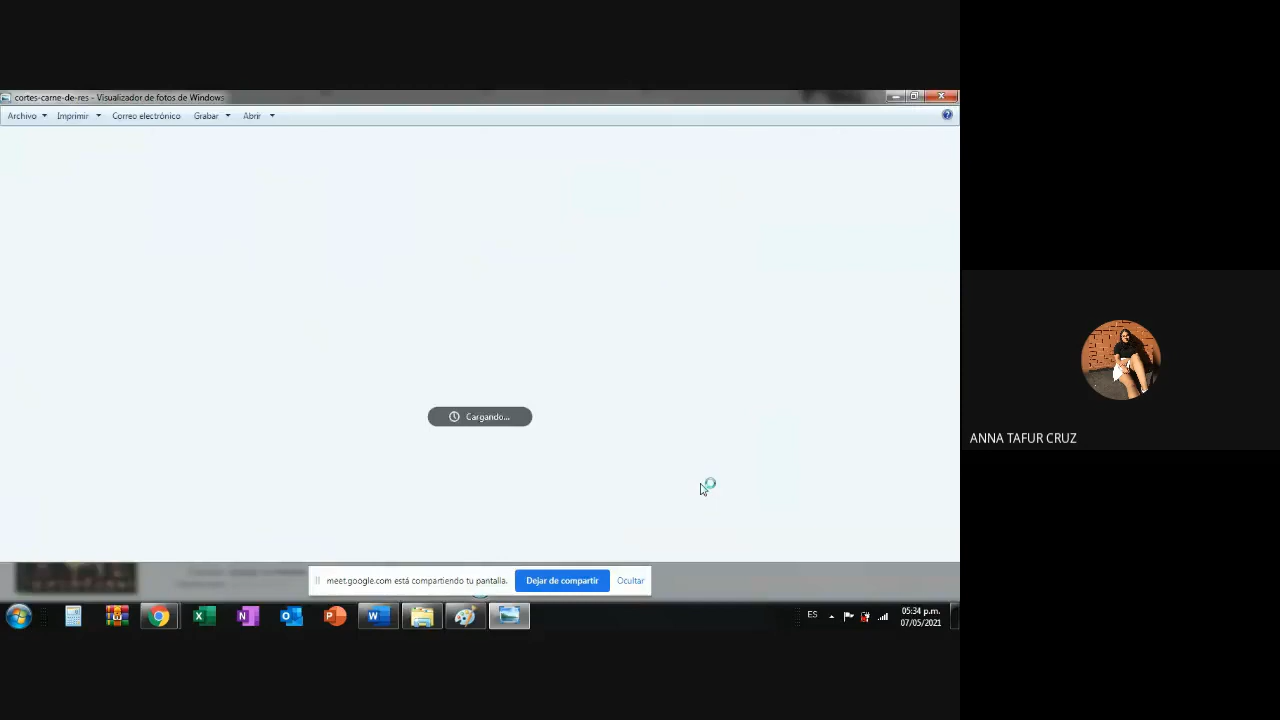 cortes-carne-de-res - Visualizador de fotos de Windows
Archivo Imprimir Correo electrónico Grabar Abrir
Cargando...
ANNA TAFUR CRUZ
meet.google.com está compartiendo tu pantalla. Dejar de compartir Ocultar
ES 05:34 p.m.
07/05/2021